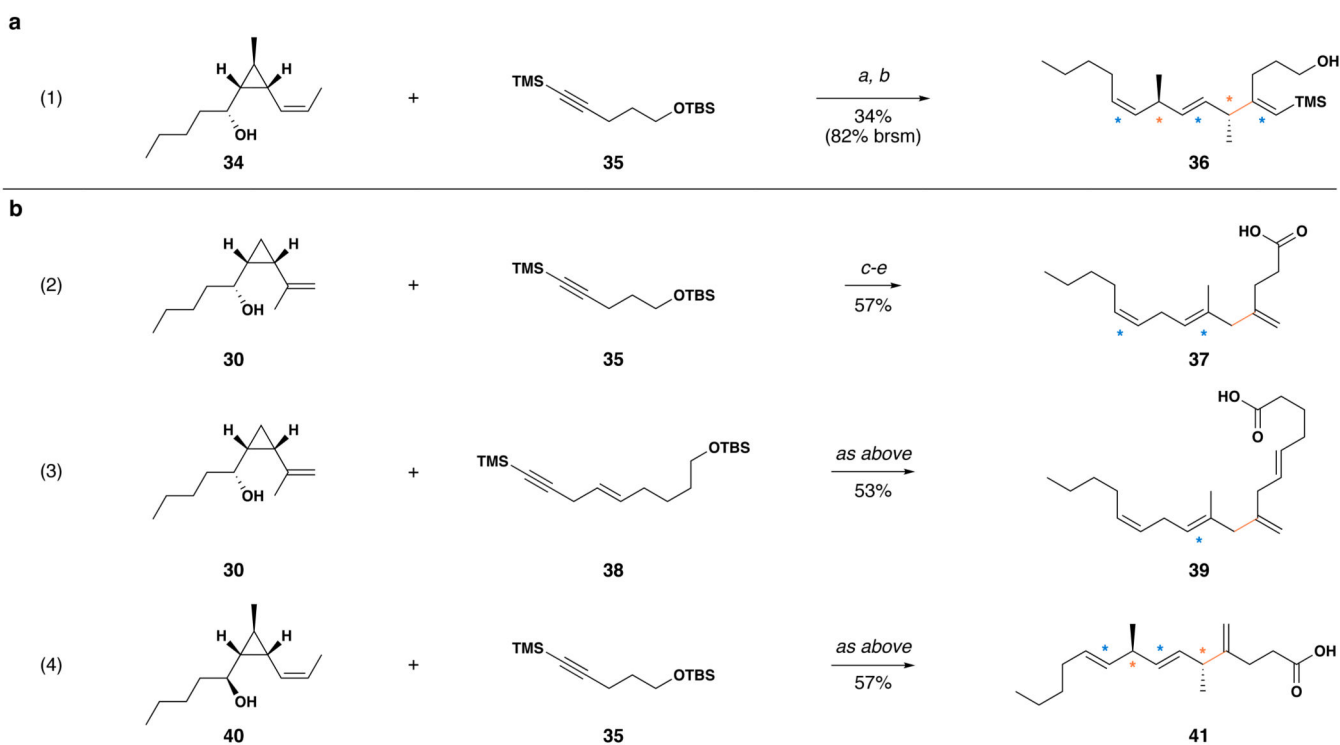 a
(1)
H H
OH
34
+
TMS
OTBS
35
a, b
34%
(82% brsm)
OH
TMS
* * * * *
36
b
(2)
H H
OH
30
+
TMS
OTBS
35
c-e
57%
HO O
* *
37
(3)
H H
OH
30
+
TMS
OTBS
38
as above
53%
HO
O
*
39
(4)
H H
OH
40
+
TMS
OTBS
35
as above
57%
* * * *
OH
O
41